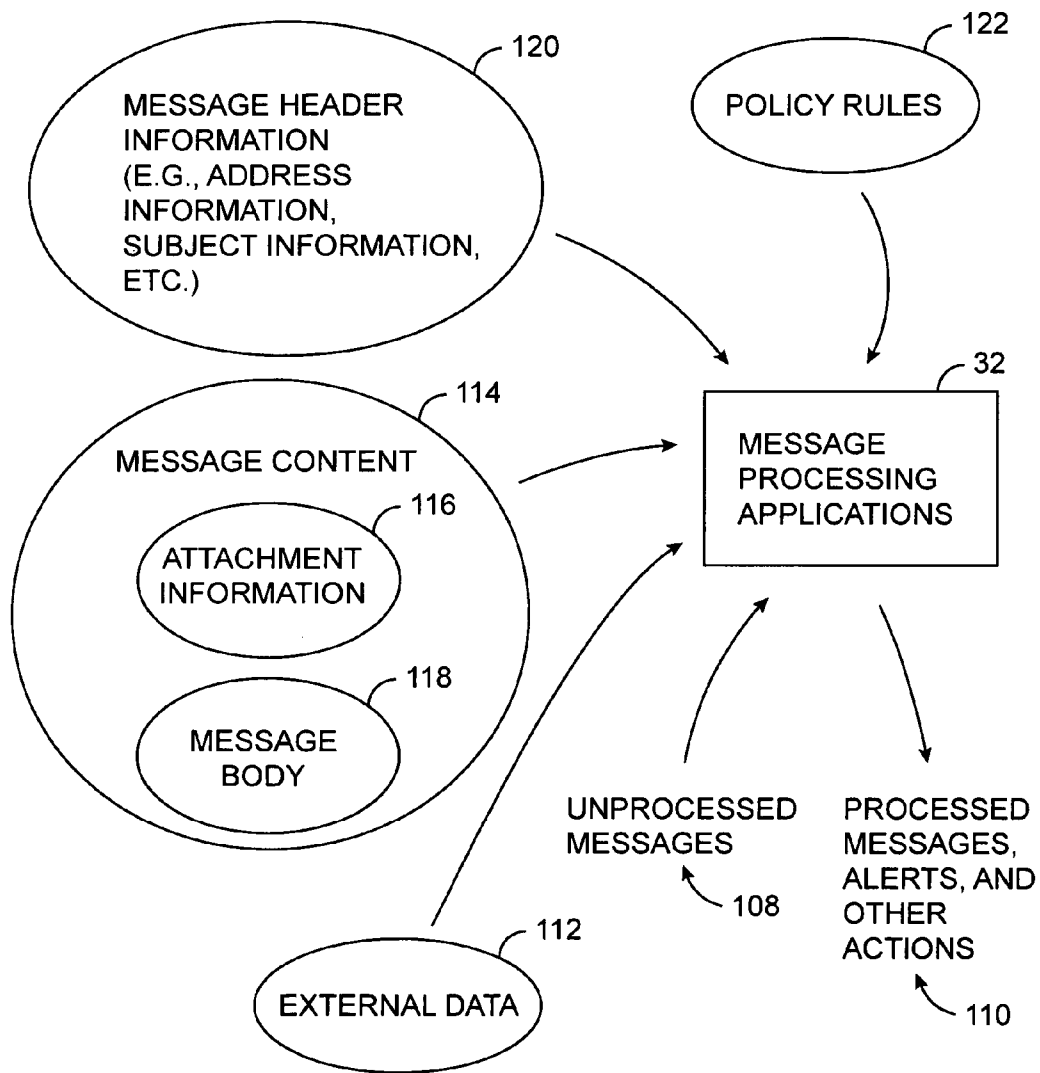 120
MESSAGE HEADER
INFORMATION
(E.G., ADDRESS
INFORMATION,
SUBJECT INFORMATION,
ETC.)
122
POLICY RULES
114
MESSAGE CONTENT
116
ATTACHMENT
INFORMATION
118
MESSAGE
BODY
32
MESSAGE
PROCESSING
APPLICATIONS
UNPROCESSED
MESSAGES
108
PROCESSED
MESSAGES,
ALERTS, AND
OTHER
ACTIONS
110
112
EXTERNAL DATA